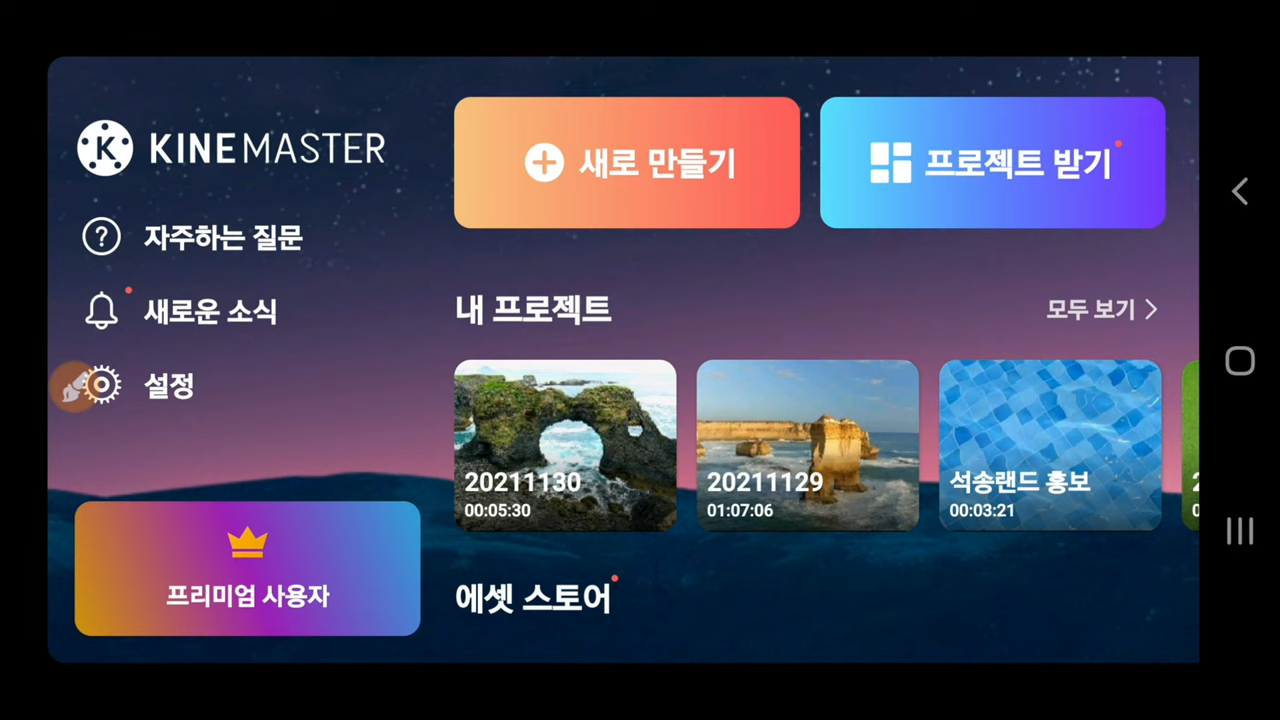 KINEMASTER
자주하는 질문
새로운 소식
설정
프리미엄 사용자
새로 만들기
프로젝트 받기
내 프로젝트
모두 보기
20211130
00:05:30
20211129
01:07:06
석송랜드 홍보
00:03:21
에셋 스토어